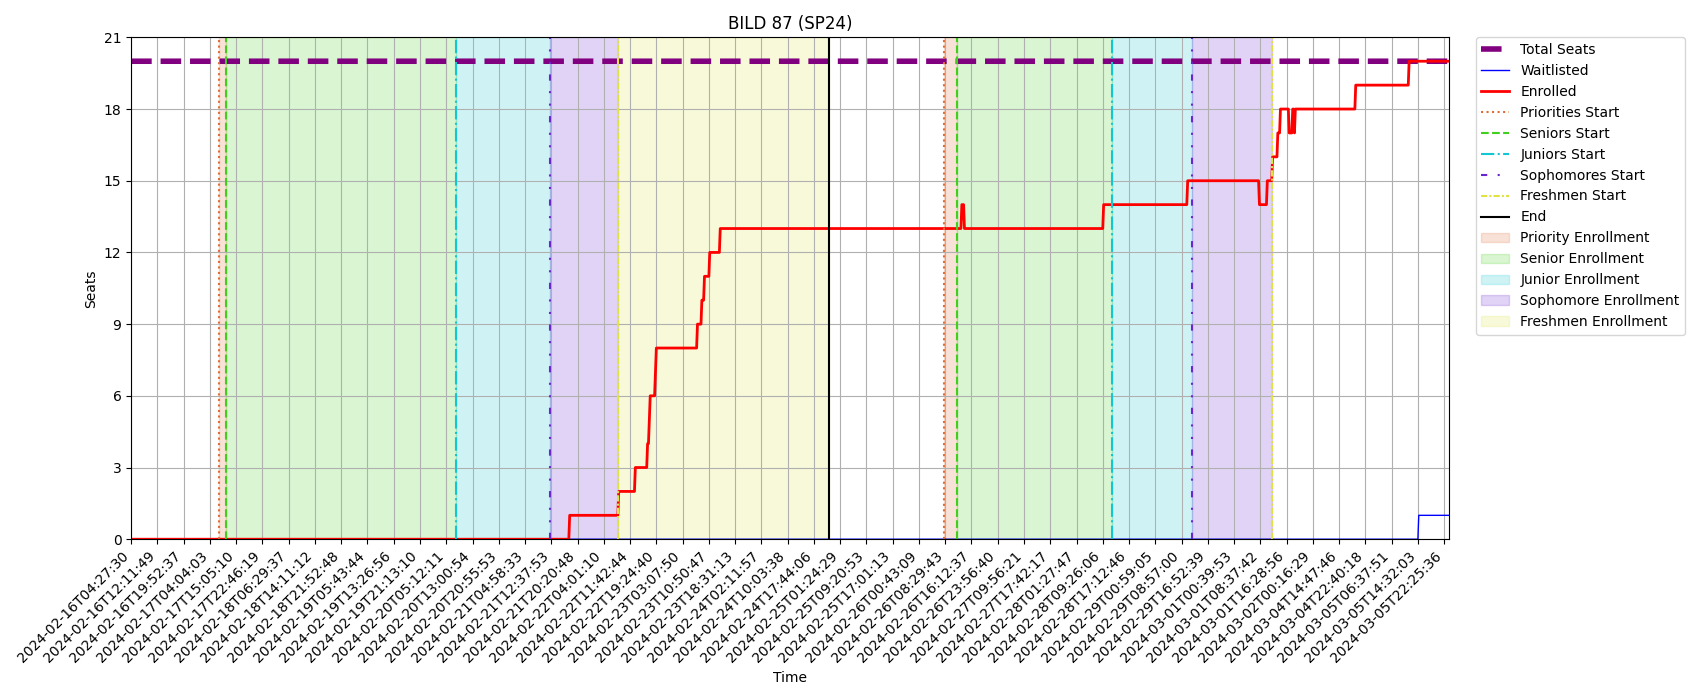 BILD 87 (SP24)
21
18
15
12
9
6
3
0
Seats
2024-02-16T04:27:30
2024-02-16T12:11:49
2024-02-16T19:52:37
2024-02-17T04:04:03
2024-02-17T15:05:10
2024-02-17T22:46:19
2024-02-18T06:29:37
2024-02-18T14:11:12
2024-02-18T21:52:48
2024-02-19T05:43:44
2024-02-19T13:26:56
2024-02-19T21:13:10
2024-02-20T05:12:11
2024-02-20T13:00:54
2024-02-20T20:55:53
2024-02-21T04:58:33
2024-02-21T12:37:53
2024-02-21T20:20:48
2024-02-22T04:01:10
2024-02-22T11:42:44
2024-02-22T19:24:40
2024-02-23T03:07:50
2024-02-23T10:50:47
2024-02-23T18:31:13
2024-02-24T02:11:57
2024-02-24T10:03:38
2024-02-24T17:44:06
2024-02-25T01:24:29
2024-02-25T09:20:53
2024-02-25T17:01:13
2024-02-26T00:43:09
2024-02-26T08:29:43
2024-02-26T16:12:37
2024-02-26T23:56:40
2024-02-27T09:56:21
2024-02-27T17:42:17
2024-02-28T01:27:47
2024-02-28T09:26:06
2024-02-28T17:12:46
2024-02-29T00:59:05
2024-02-29T08:57:00
2024-02-29T16:52:39
2024-03-01T00:39:53
2024-03-01T08:37:42
2024-03-01T16:28:56
2024-03-02T00:16:29
2024-03-04T14:47:46
2024-03-04T22:40:18
2024-03-05T06:37:51
2024-03-05T14:32:03
2024-03-05T22:25:36
Time
Total Seats
Waitlisted
Enrolled
Priorities Start
Seniors Start
Juniors Start
Sophomores Start
Freshmen Start
End
Priority Enrollment
Senior Enrollment
Junior Enrollment
Sophomore Enrollment
Freshmen Enrollment